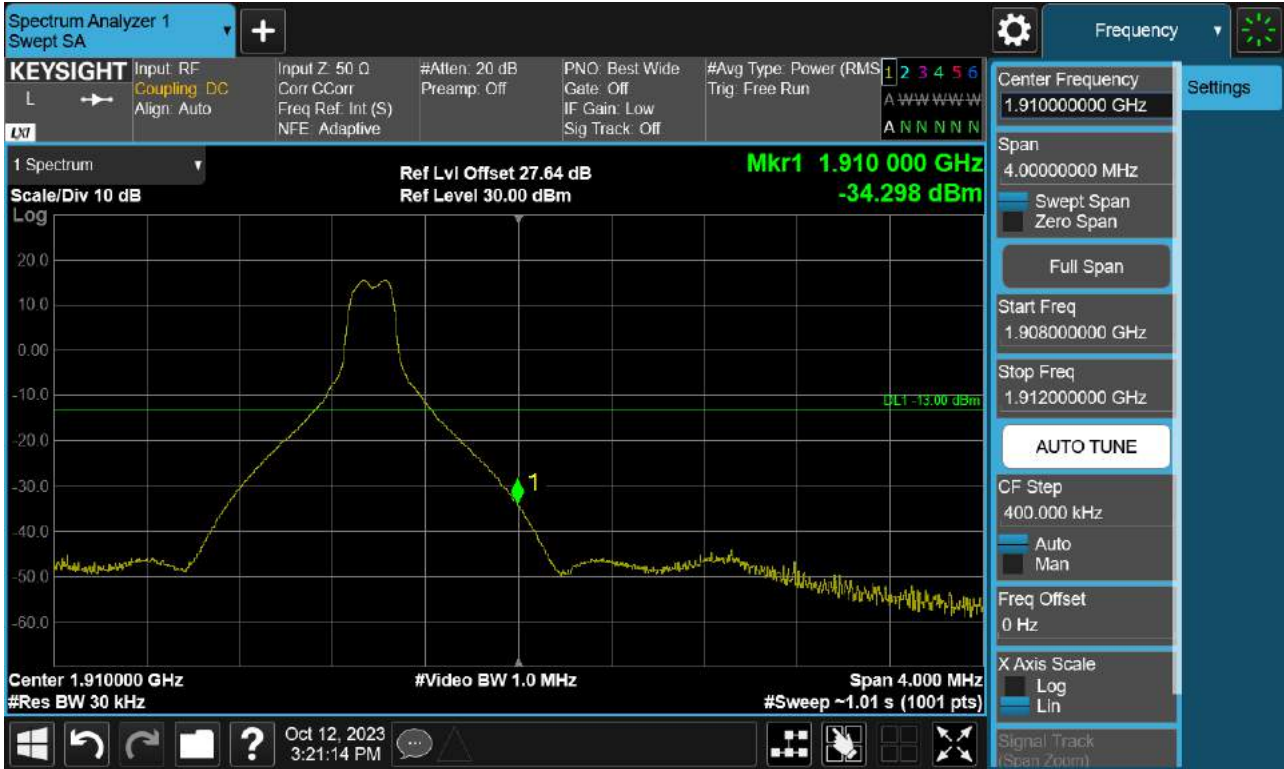 Spectrum Analyzer 1
Swept SA
+
Frequency
KEYSIGHT
L
LXI
Input: RF
Coupling: DC
Align: Auto
Input Z: 50 Ω
Corr CCorr
Freq Ref: Int (S)
NFE: Adaptive
#Atten: 20 dB
Preamp: Off
PNO: Best Wide
Gate: Off
IF Gain: Low
Sig Track: Off
#Avg Type: Power (RMS
Trig: Free Run
1 2 3 4 5 6
A W W W W W
A N N N N N
1 Spectrum
Scale/Div 10 dB
Log
Ref Lvl Offset 27.64 dB
Ref Level 30.00 dBm
Mkr1 1.910 000 GHz
-34.298 dBm
20.0
10.0
0.00
-10.0
-20.0
-30.0
-40.0
-50.0
-60.0
DL1 -13.00 dBm
1
Center 1.910000 GHz
#Res BW 30 kHz
#Video BW 1.0 MHz
Span 4.000 MHz
#Sweep ~1.01 s (1001 pts)
Center Frequency
1.910000000 GHz
Settings
Span
4.00000000 MHz
Swept Span
Zero Span
Full Span
Start Freq
1.908000000 GHz
Stop Freq
1.912000000 GHz
AUTO TUNE
CF Step
400.000 kHz
Auto
Man
Freq Offset
0 Hz
X Axis Scale
Log
Lin
Signal Track
(Span Zoom)
?
Oct 12, 2023
3:21:14 PM